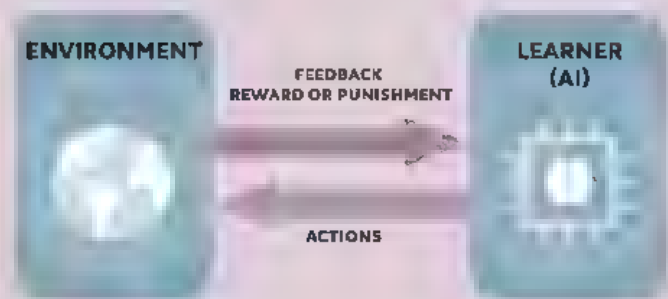 ENVIRONMENT
FEEDBACK
REWARD OR PUNISHMENT
LEARNER
(AI)
ACTIONS